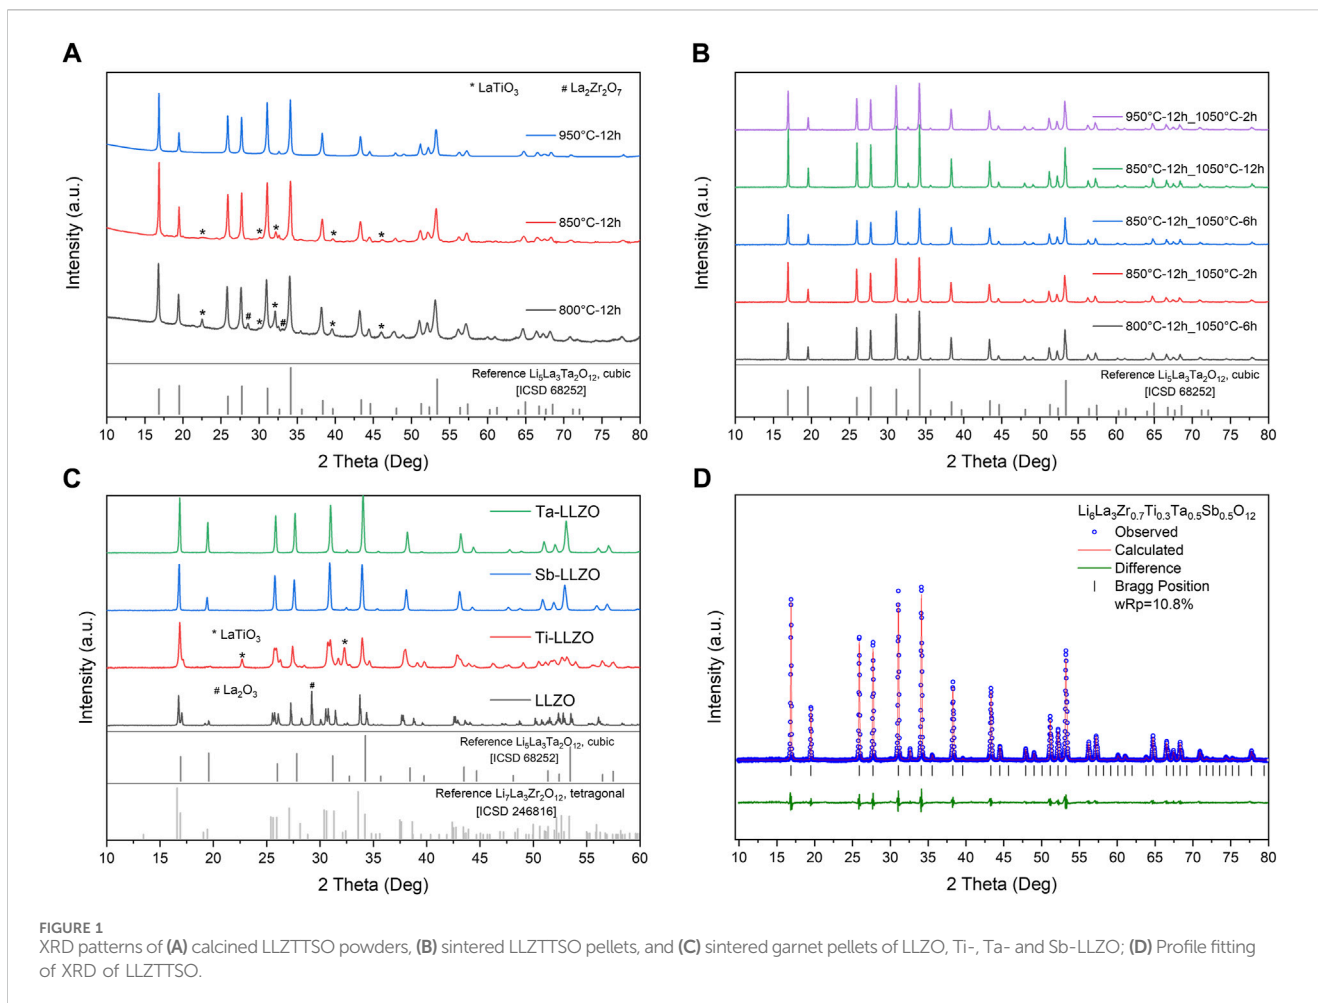 A
* LaTiO₃
# La₂Zr₂O₇
950°C-12h
850°C-12h
* * * * *
800°C-12h
* # * * # * *
Reference Li₅La₃Ta₂O₁₂, cubic
[ICSD 68252]
Intensity (a.u.)
10 15 20 25 30 35 40 45 50 55 60 65 70 75 80
2 Theta (Deg)
B
950°C-12h_1050°C-2h
850°C-12h_1050°C-12h
850°C-12h_1050°C-6h
850°C-12h_1050°C-2h
800°C-12h_1050°C-6h
Reference Li₅La₃Ta₂O₁₂, cubic
[ICSD 68252]
Intensity (a.u.)
10 15 20 25 30 35 40 45 50 55 60 65 70 75 80
2 Theta (Deg)
C
Ta-LLZO
Sb-LLZO
* LaTiO₃
Ti-LLZO
* *
# La₂O₃
#
LLZO
Reference Li₅La₃Ta₂O₁₂, cubic
[ICSD 68252]
Reference Li₇La₃Zr₂O₁₂, tetragonal
[ICSD 246816]
Intensity (a.u.)
10 15 20 25 30 35 40 45 50 55 60
2 Theta (Deg)
D
Li₆La₃Zr₀.₇Ti₀.₃Ta₀.₅Sb₀.₅O₁₂
Observed
Calculated
Difference
Bragg Position
wRp=10.8%
Intensity (a.u.)
10 15 20 25 30 35 40 45 50 55 60 65 70 75 80
2 Theta (Deg)
FIGURE 1
XRD patterns of (A) calcined LLZTTSO powders, (B) sintered LLZTTSO pellets, and (C) sintered garnet pellets of LLZO, Ti-, Ta- and Sb-LLZO; (D) Profile fitting
of XRD of LLZTTSO.